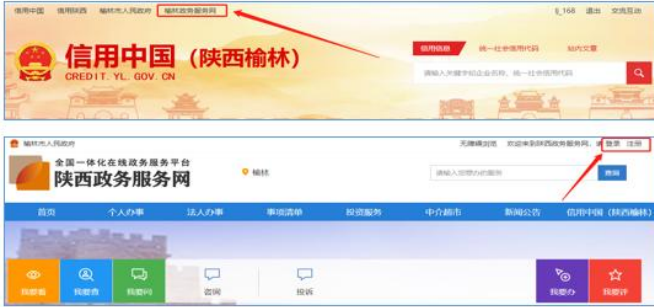 信用中国 信用陕西 榆林市人民政府 榆林政务服务网 lj_168 退出 交流互动
信用中国（陕西榆林）
CREDIT. YL. GOV. CN
信用信息 统一社会信用代码 站内文章
请输入关键字如企业名称、统一社会信用代码
榆林市人民政府 无障碍浏览 欢迎来到陕西政务服务网，请 登录 注册
全国一体化在线政务服务平台
陕西政务服务网 榆林
请输入您想办的服务 查询
首页 个人办事 法人办事 事项清单 投资服务 中介超市 新闻公告 信用中国（陕西榆林）
我要看 我要查 我要问 咨询 投诉 我要办 我要评